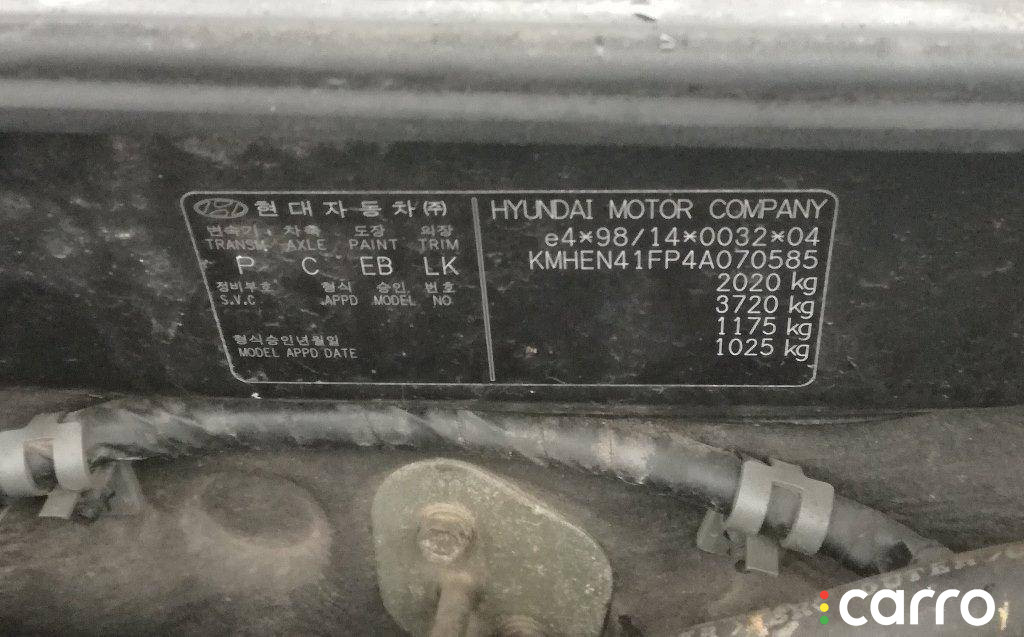 현대자동차(주)
변속기 차축 도장 의장
TRANSM. AXLE PAINT TRIM
P C EB LK
정비부호 형식 승인 번호
S.V.C APPD MODEL NO
형식승인년월일
MODEL APPD DATE
HYUNDAI MOTOR COMPANY
e4*98/14*0032*04
KMHEN41FP4A070585
2020 kg
3720 kg
1175 kg
1025 kg
carro